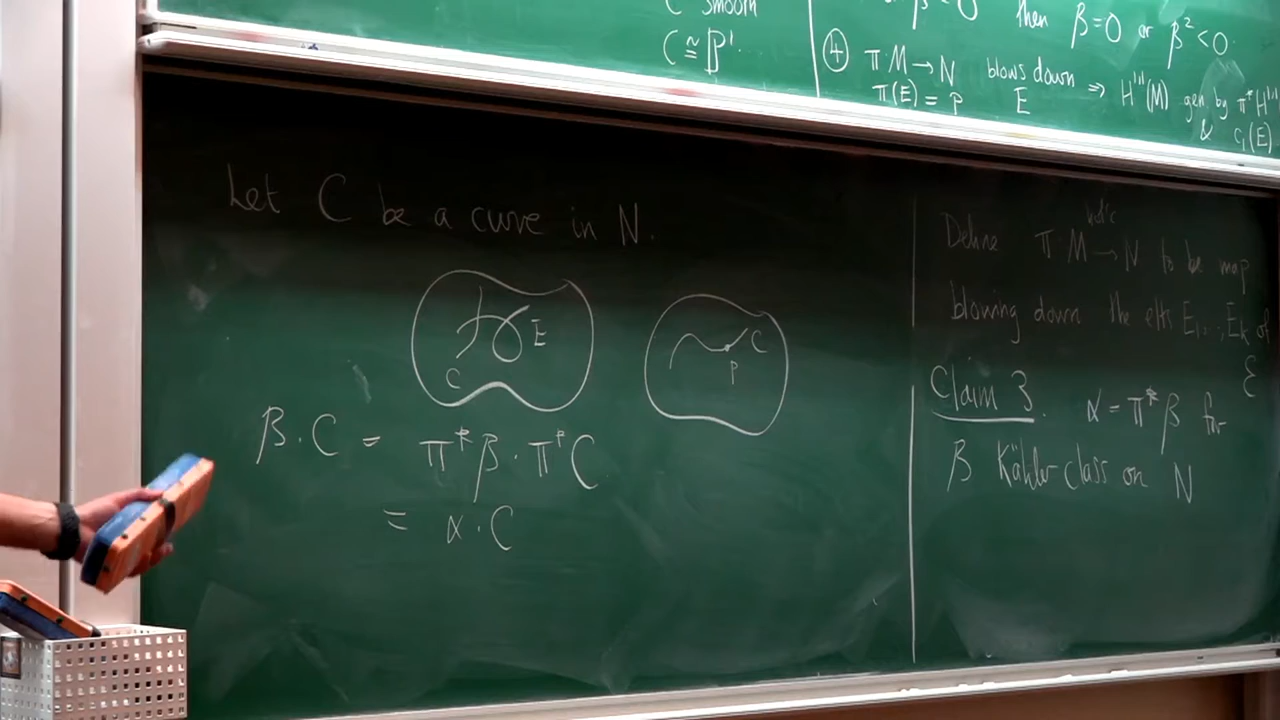 C smooth
C ≅ ℙ¹.
then β=0 or β²<0.
④ π M → N blows down ⇒ H¹'¹(M) gen by π*H¹'¹
π(E) = p E & c₁(E)
Let C be a curve in N.
E
C
C
p
β·C = π*β·π*C
= α·C
Define π M → N to be map
blowing down the elts E₁,..,Eₖ of
ℰ
Claim 3. α = π*β for
β Kähler class on N